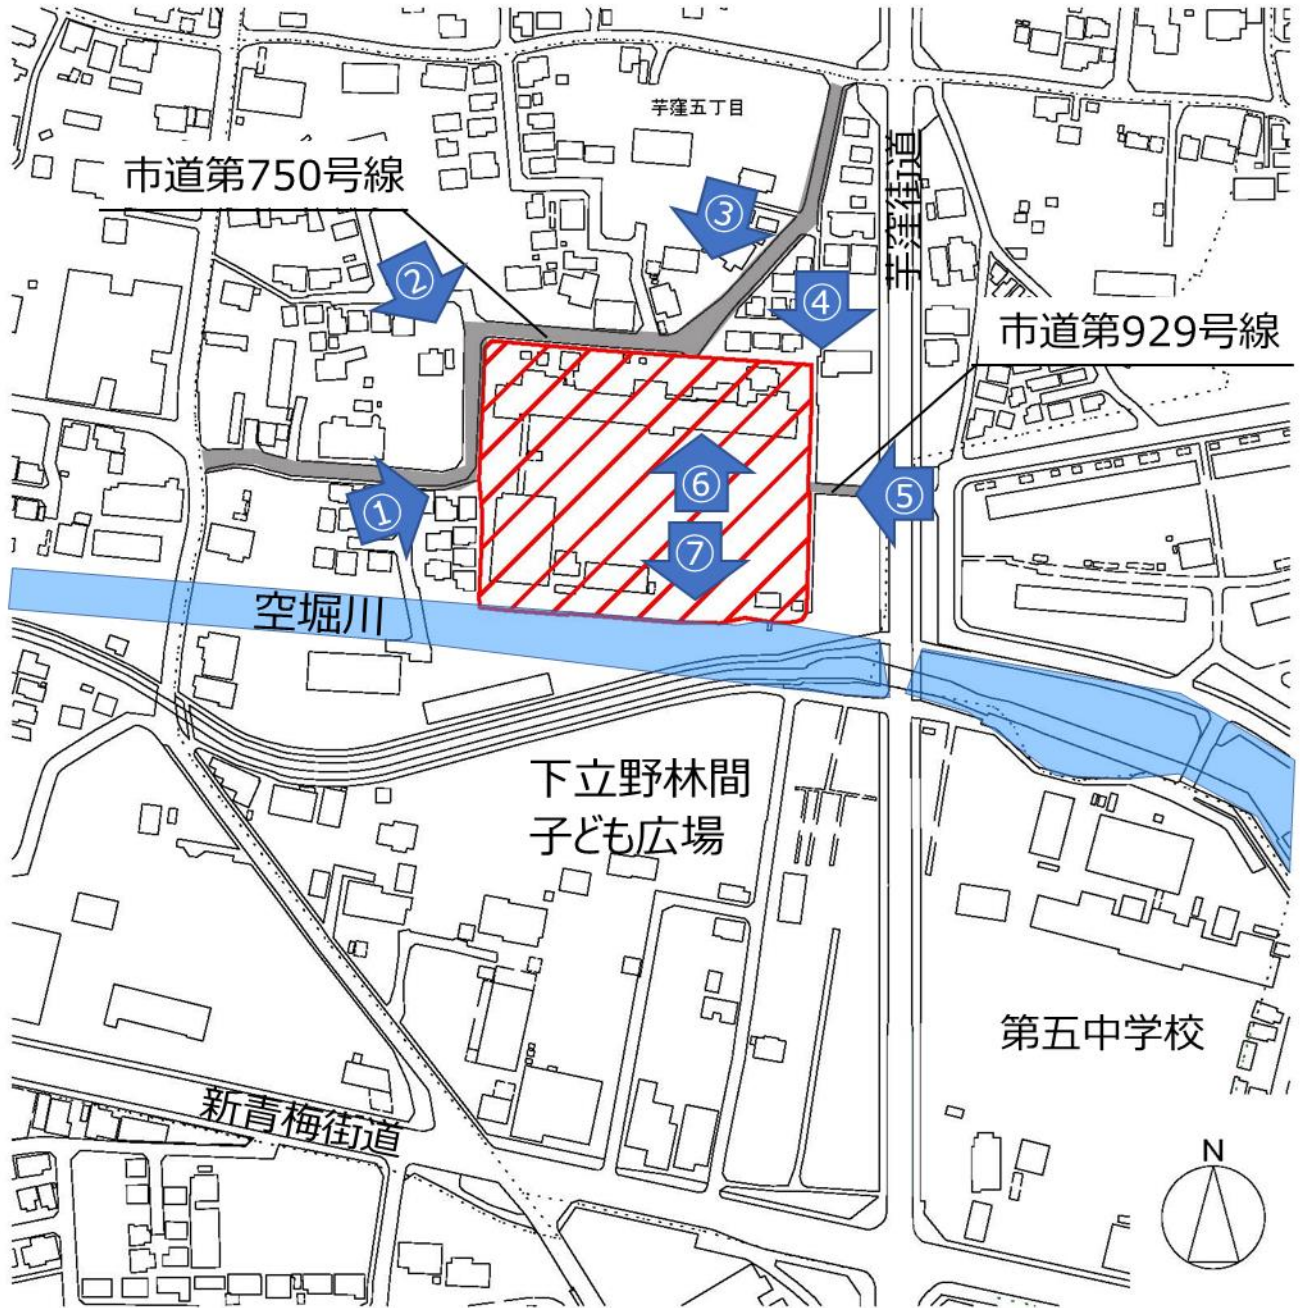 芋窪五丁目
市道第750号線
芋窪街道
③
②
④
市道第929号線
①
⑥
⑤
⑦
空堀川
下立野林間
子ども広場
第五中学校
新青梅街道
N